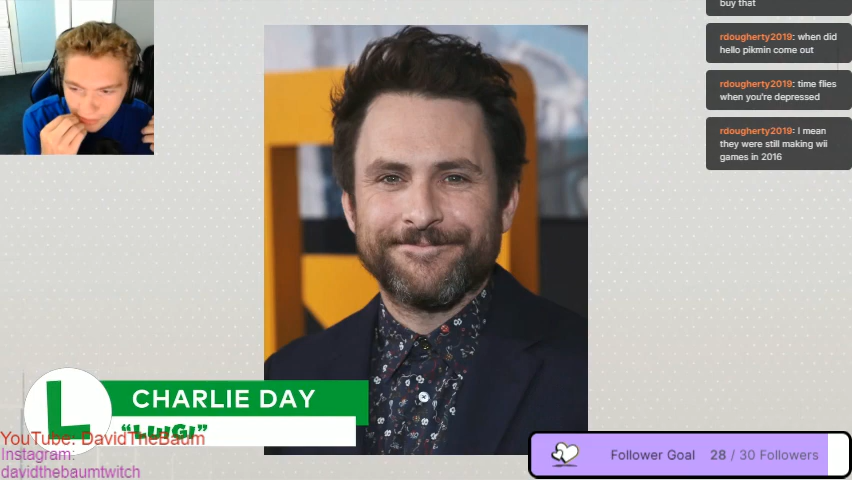 buy that
rdougherty2019: when did
hello pikmin come out
rdougherty2019: time flies
when you're depressed
rdougherty2019: I mean
they were still making wii
games in 2016
L
CHARLIE DAY
"LUIGI"
YouTube: DavidTheBaum
Instagram:
davidthebaumtwitch
Follower Goal 28 / 30 Followers